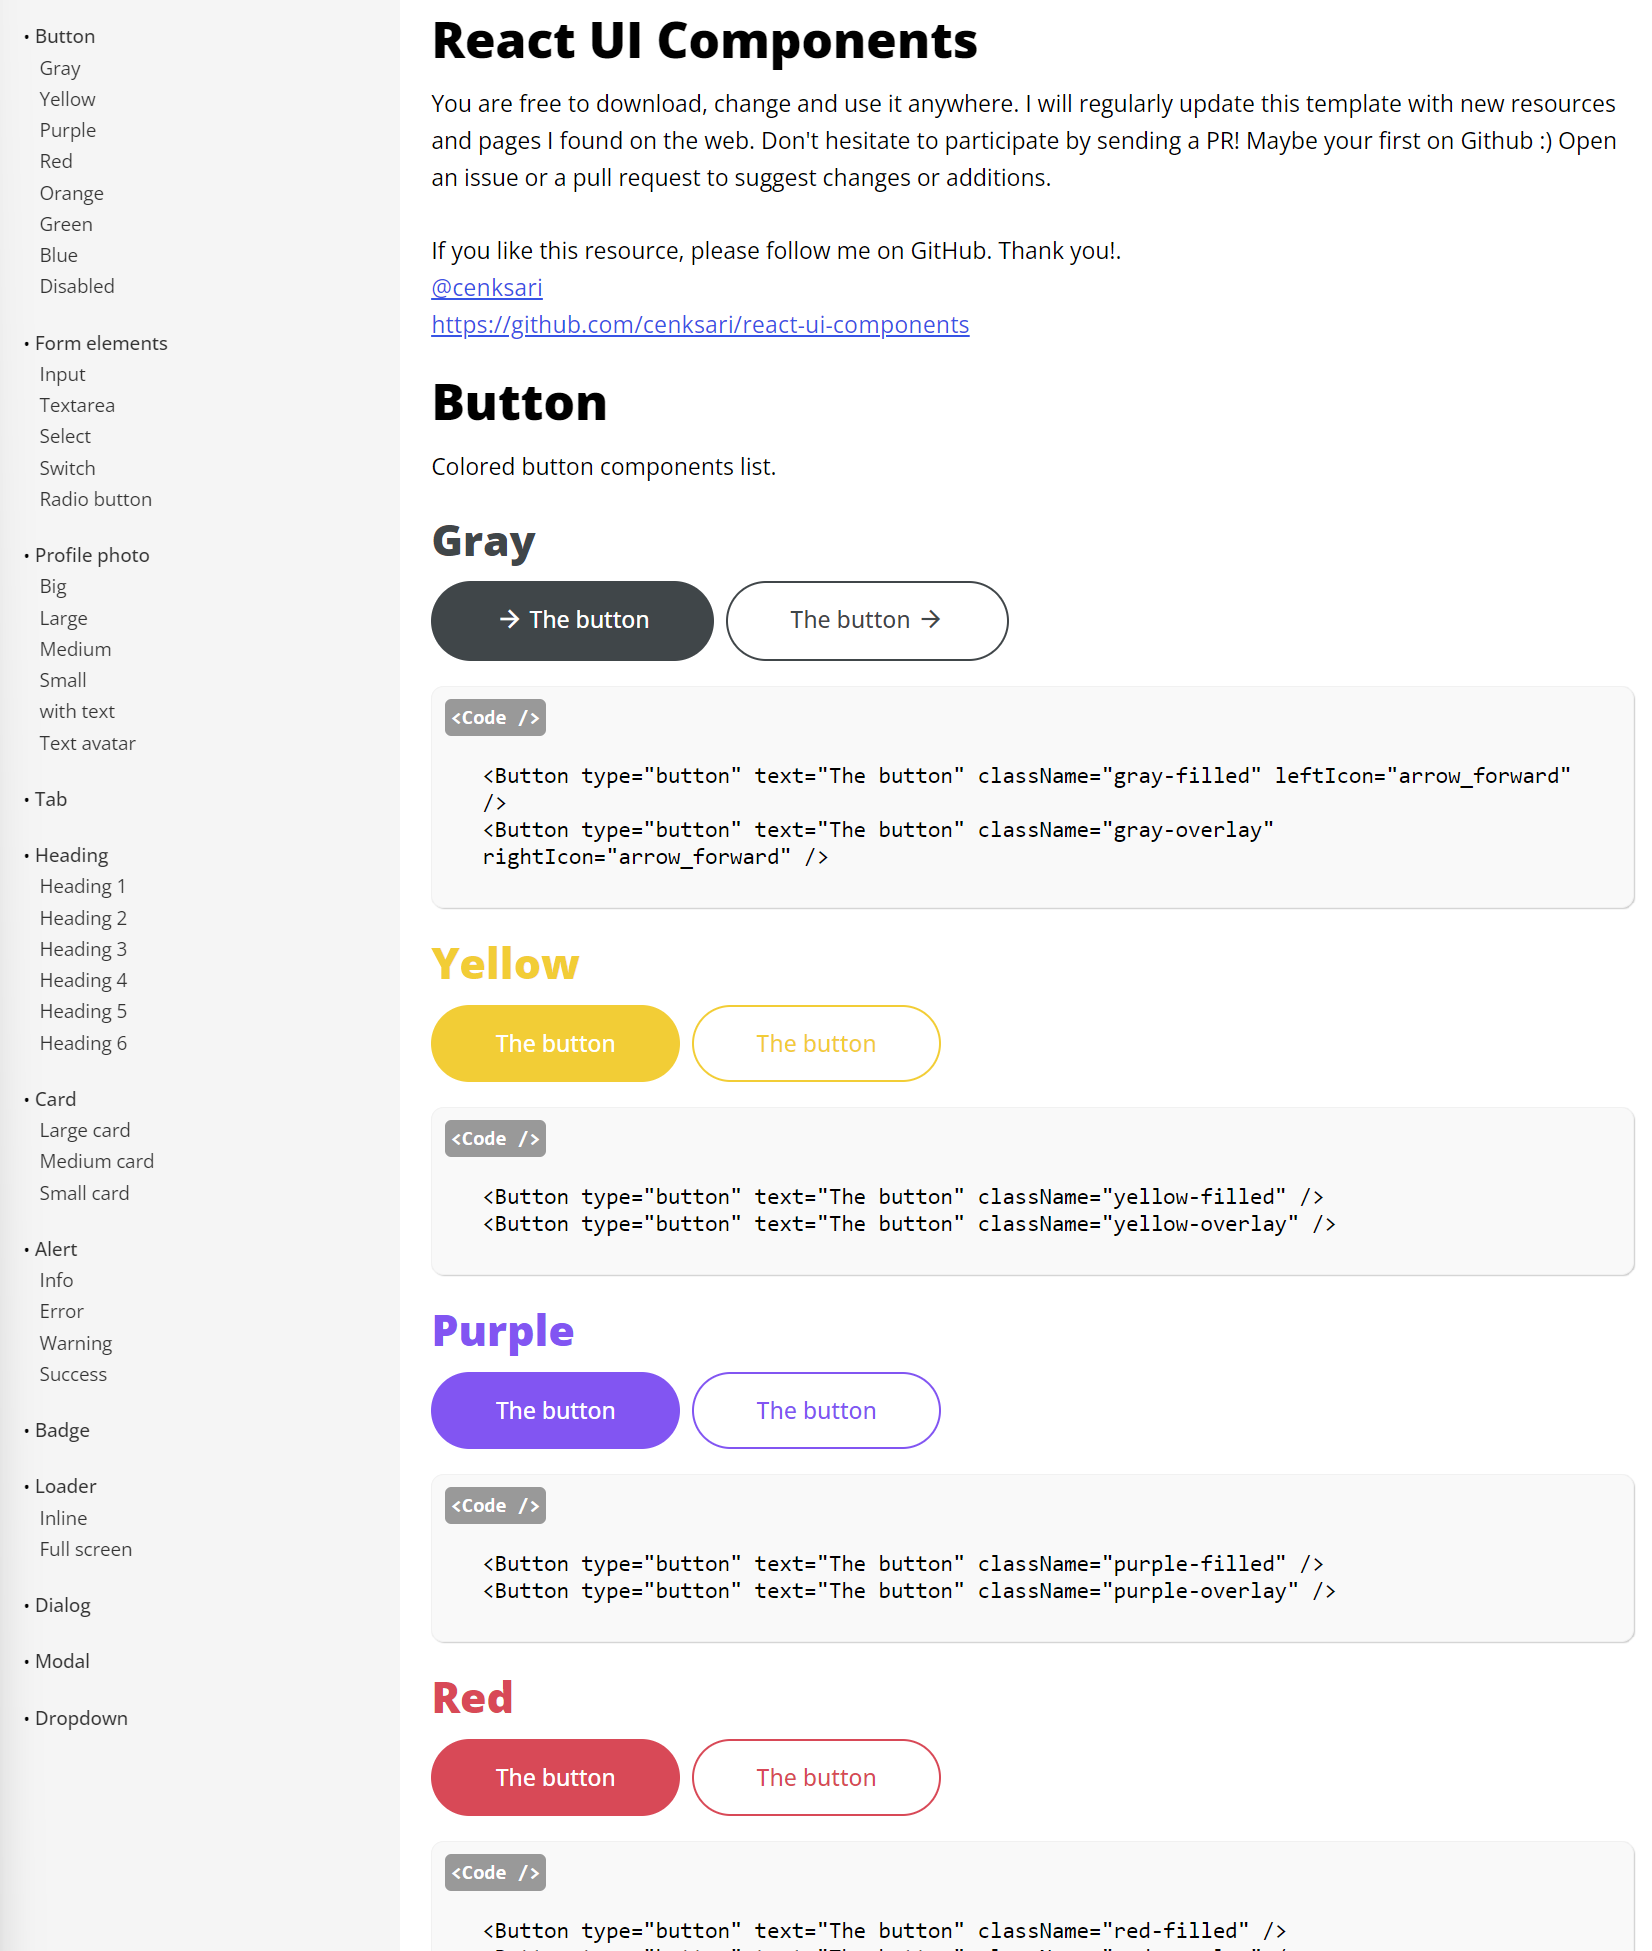 • Button
Gray
Yellow
Purple
Red
Orange
Green
Blue
Disabled
• Form elements
Input
Textarea
Select
Switch
Radio button
• Profile photo
Big
Large
Medium
Small
with text
Text avatar
• Tab
• Heading
Heading 1
Heading 2
Heading 3
Heading 4
Heading 5
Heading 6
• Card
Large card
Medium card
Small card
• Alert
Info
Error
Warning
Success
• Badge
• Loader
Inline
Full screen
• Dialog
• Modal
• Dropdown
React UI Components
You are free to download, change and use it anywhere. I will regularly update this template with new resources
and pages I found on the web. Don't hesitate to participate by sending a PR! Maybe your first on Github :) Open
an issue or a pull request to suggest changes or additions.
If you like this resource, please follow me on GitHub. Thank you!.
@cenksari
https://github.com/cenksari/react-ui-components
Button
Colored button components list.
Gray
→ The button The button →
<Code />
<Button type="button" text="The button" className="gray-filled" leftIcon="arrow_forward"
/>
<Button type="button" text="The button" className="gray-overlay"
rightIcon="arrow_forward" />
Yellow
The button The button
<Code />
<Button type="button" text="The button" className="yellow-filled" />
<Button type="button" text="The button" className="yellow-overlay" />
Purple
The button The button
<Code />
<Button type="button" text="The button" className="purple-filled" />
<Button type="button" text="The button" className="purple-overlay" />
Red
The button The button
<Code />
<Button type="button" text="The button" className="red-filled" />